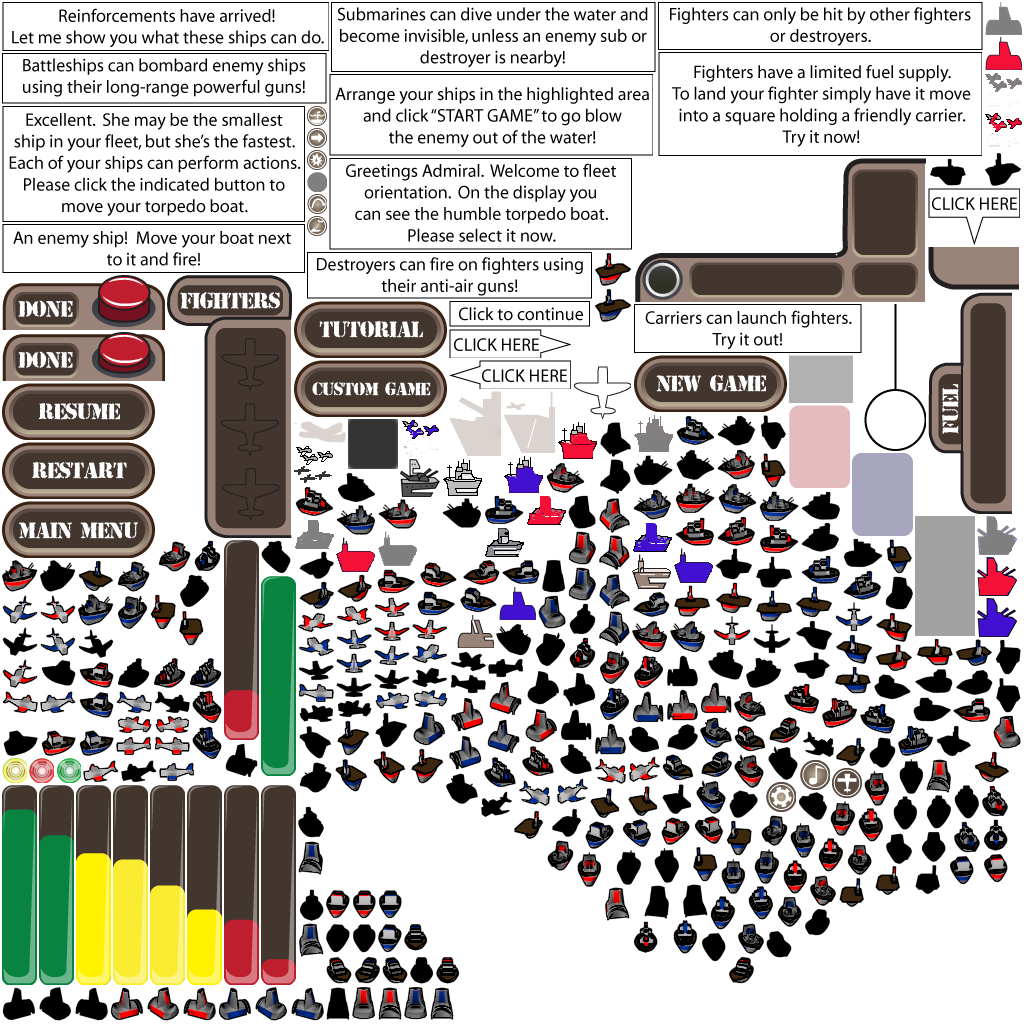 Reinforcements have arrived!
Let me show you what these ships can do.
Battleships can bombard enemy ships
using their long-range powerful guns!
Excellent. She may be the smallest
ship in your fleet, but she's the fastest.
Each of your ships can perform actions.
Please click the indicated button to
move your torpedo boat.
An enemy ship! Move your boat next
to it and fire!
Submarines can dive under the water and
become invisible, unless an enemy sub or
destroyer is nearby!
Arrange your ships in the highlighted area
and click "START GAME" to go blow
the enemy out of the water!
Greetings Admiral. Welcome to fleet
orientation. On the display you
can see the humble torpedo boat.
Please select it now.
Destroyers can fire on fighters using
their anti-air guns!
Fighters can only be hit by other fighters
or destroyers.
Fighters have a limited fuel supply.
To land your fighter simply have it move
into a square holding a friendly carrier.
Try it now!
CLICK HERE
DONE
FIGHTERS
TUTORIAL
Click to continue
CLICK HERE
Carriers can launch fighters.
Try it out!
DONE
CUSTOM GAME
CLICK HERE
NEW GAME
FUEL
RESUME
RESTART
MAIN MENU